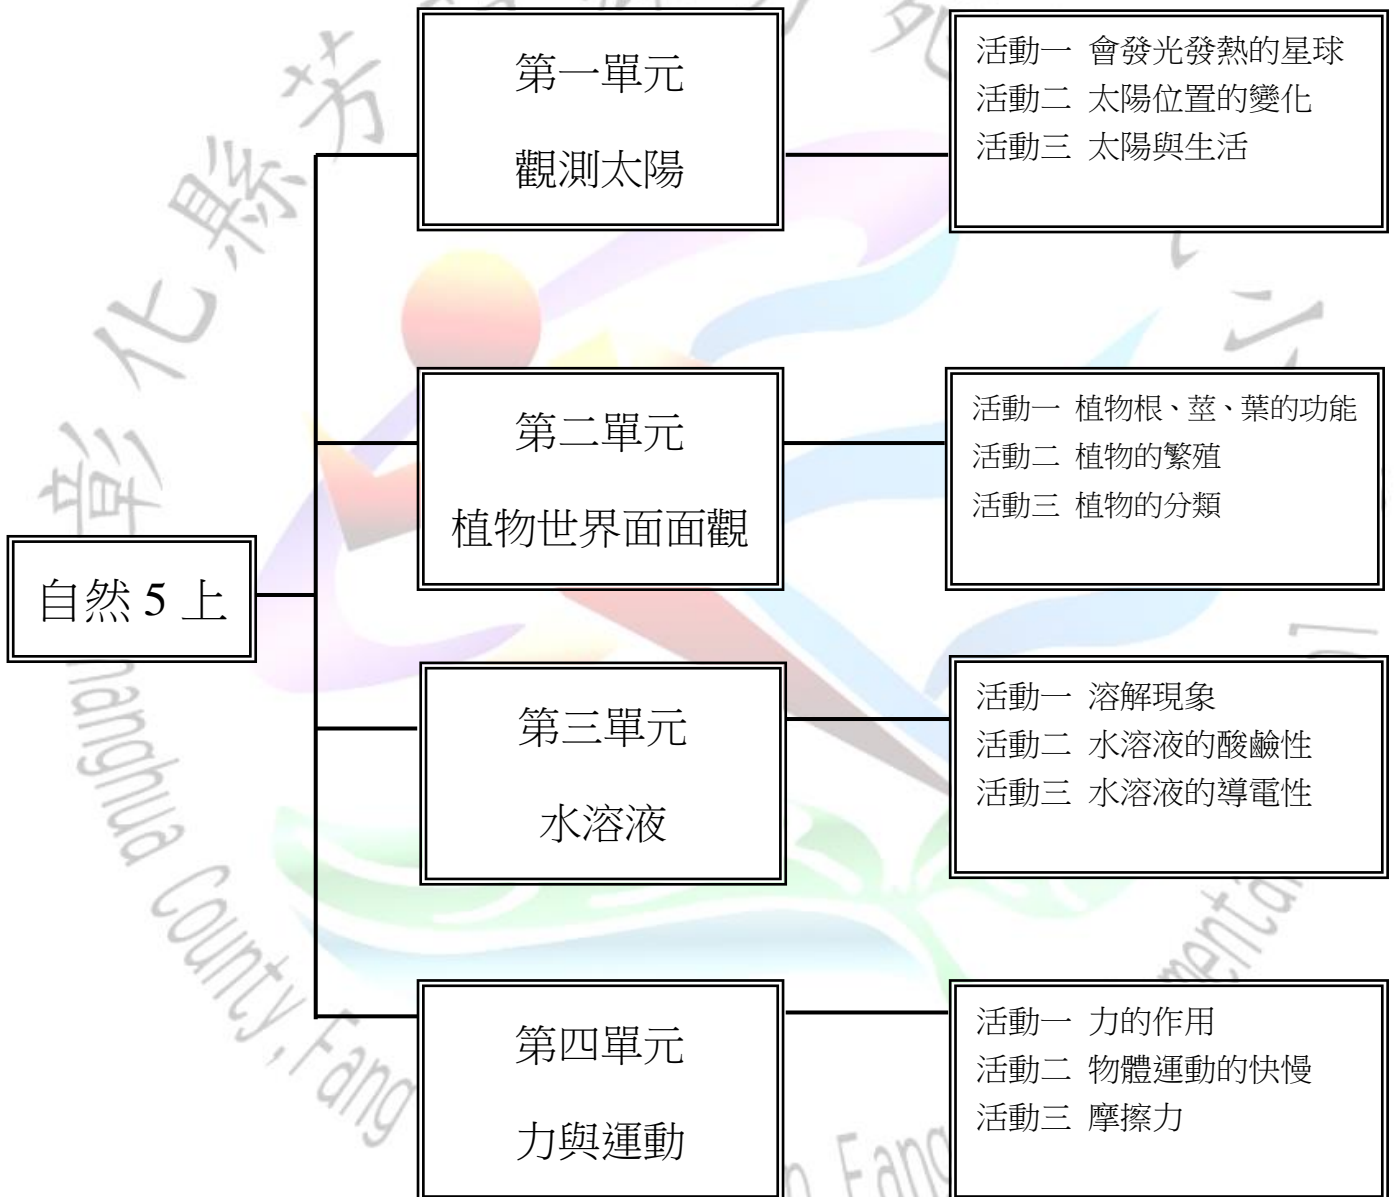 自然 5 上
第一單元
觀測太陽
活動一 會發光發熱的星球
活動二 太陽位置的變化
活動三 太陽與生活
第二單元
植物世界面面觀
活動一 植物根、莖、葉的功能
活動二 植物的繁殖
活動三 植物的分類
第三單元
水溶液
活動一 溶解現象
活動二 水溶液的酸鹼性
活動三 水溶液的導電性
第四單元
力與運動
活動一 力的作用
活動二 物體運動的快慢
活動三 摩擦力
彰化縣芳
hanghua County, Fang